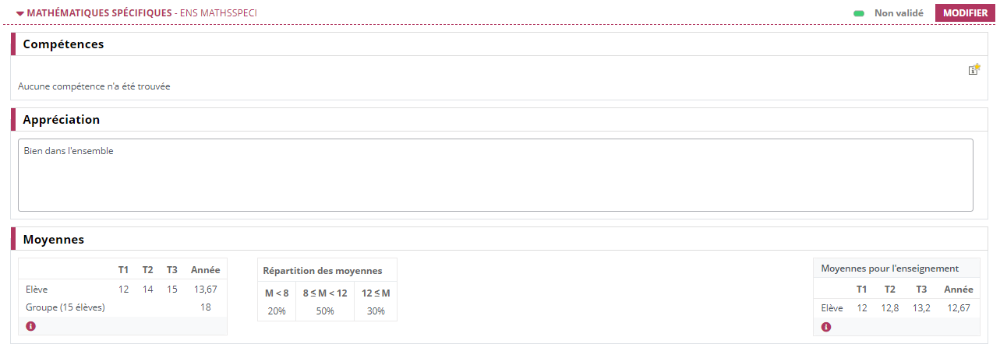 MATHÉMATIQUES SPÉCIFIQUES - ENS MATHSSPECI Non validé MODIFIER
Compétences
Aucune compétence n'a été trouvée
Appréciation
Bien dans l'ensemble
Moyennes
T1 T2 T3 Année
Elève 12 14 15 13,67
Groupe (15 élèves) 18
Répartition des moyennes
M < 8 8 ≤ M < 12 12 ≤ M
20% 50% 30%
Moyennes pour l'enseignement
T1 T2 T3 Année
Elève 12 12,8 13,2 12,67